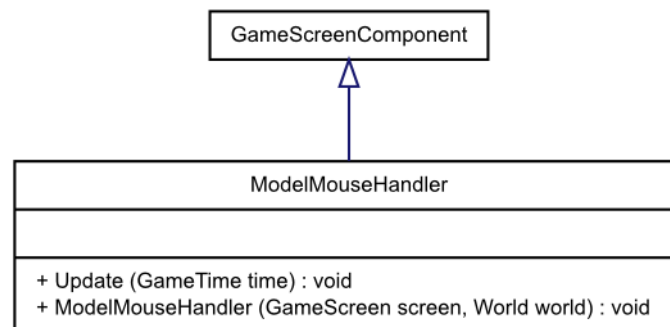 GameScreenComponent
ModelMouseHandler
+ Update (GameTime time) : void
+ ModelMouseHandler (GameScreen screen, World world) : void